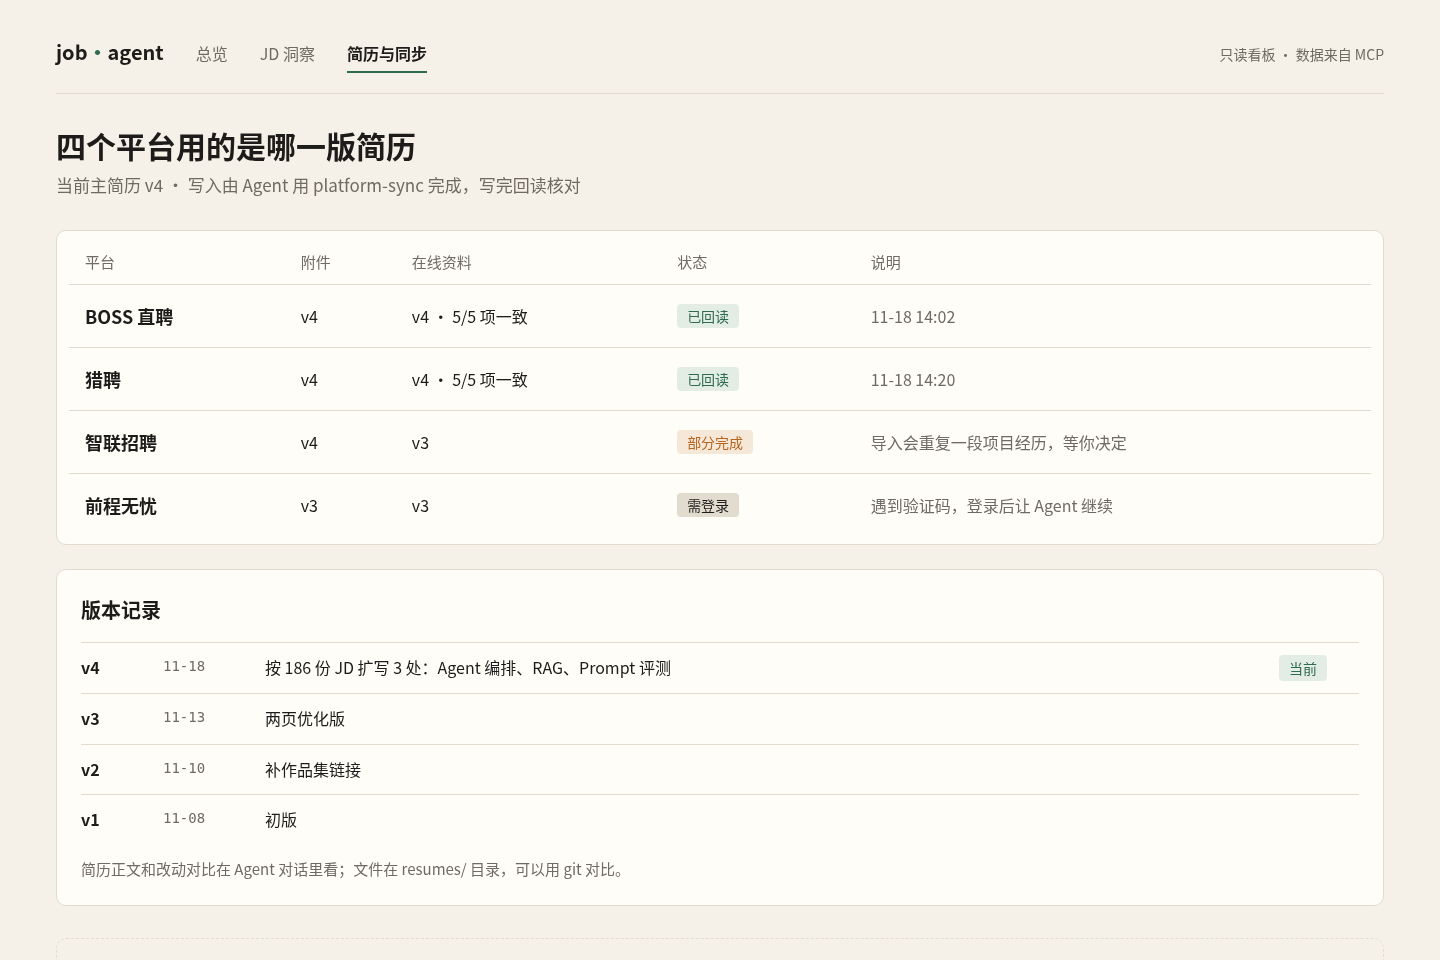 job · agent 总览 JD 洞察 简历与同步 只读看板 · 数据来自 MCP
四个平台用的是哪一版简历
当前主简历 v4 · 写入由 Agent 用 platform-sync 完成，写完回读核对
平台 附件 在线资料 状态 说明
BOSS 直聘 v4 v4 · 5/5 项一致 已回读 11-18 14:02
猎聘 v4 v4 · 5/5 项一致 已回读 11-18 14:20
智联招聘 v4 v3 部分完成 导入会重复一段项目经历，等你决定
前程无忧 v3 v3 需登录 遇到验证码，登录后让 Agent 继续
版本记录
v4 11-18 按 186 份 JD 扩写 3 处：Agent 编排、RAG、Prompt 评测 当前
v3 11-13 两页优化版
v2 11-10 补作品集链接
v1 11-08 初版
简历正文和改动对比在 Agent 对话里看；文件在 resumes/ 目录，可以用 git 对比。